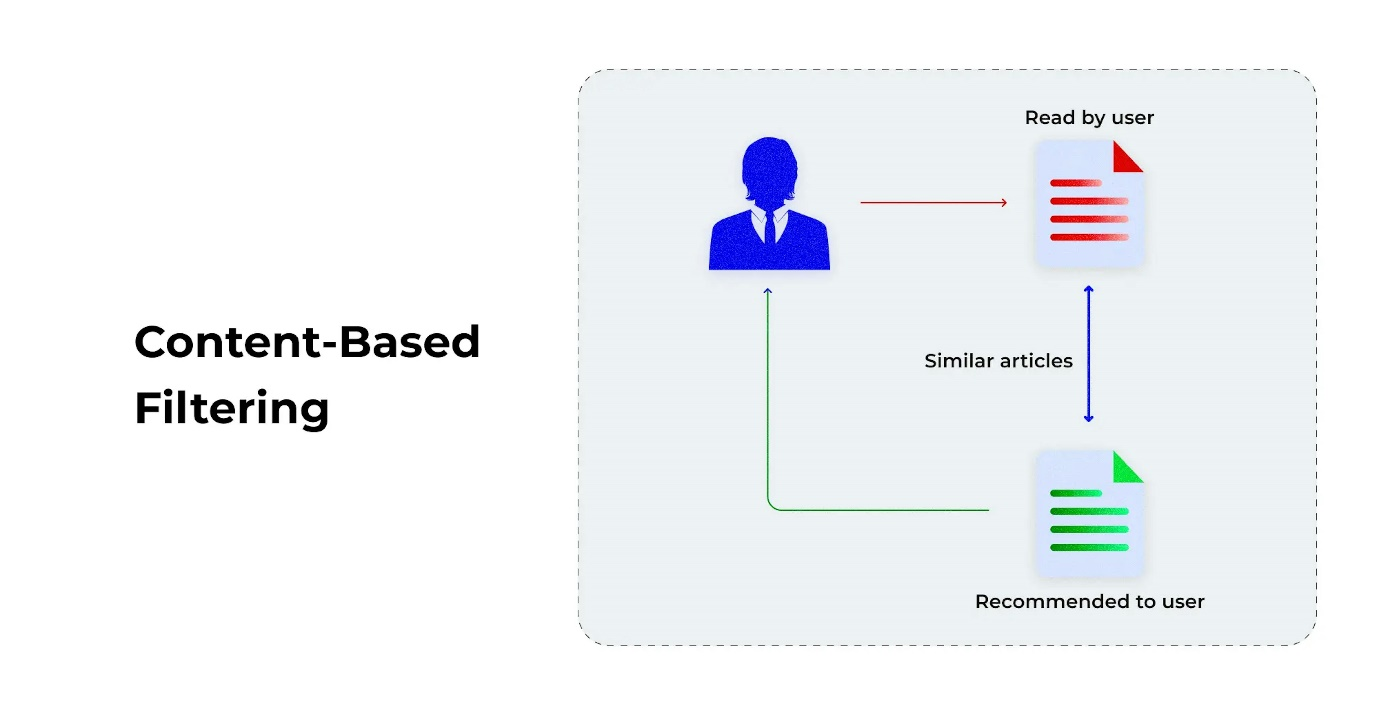 Content-Based
Filtering
Read by user
Similar articles
Recommended to user